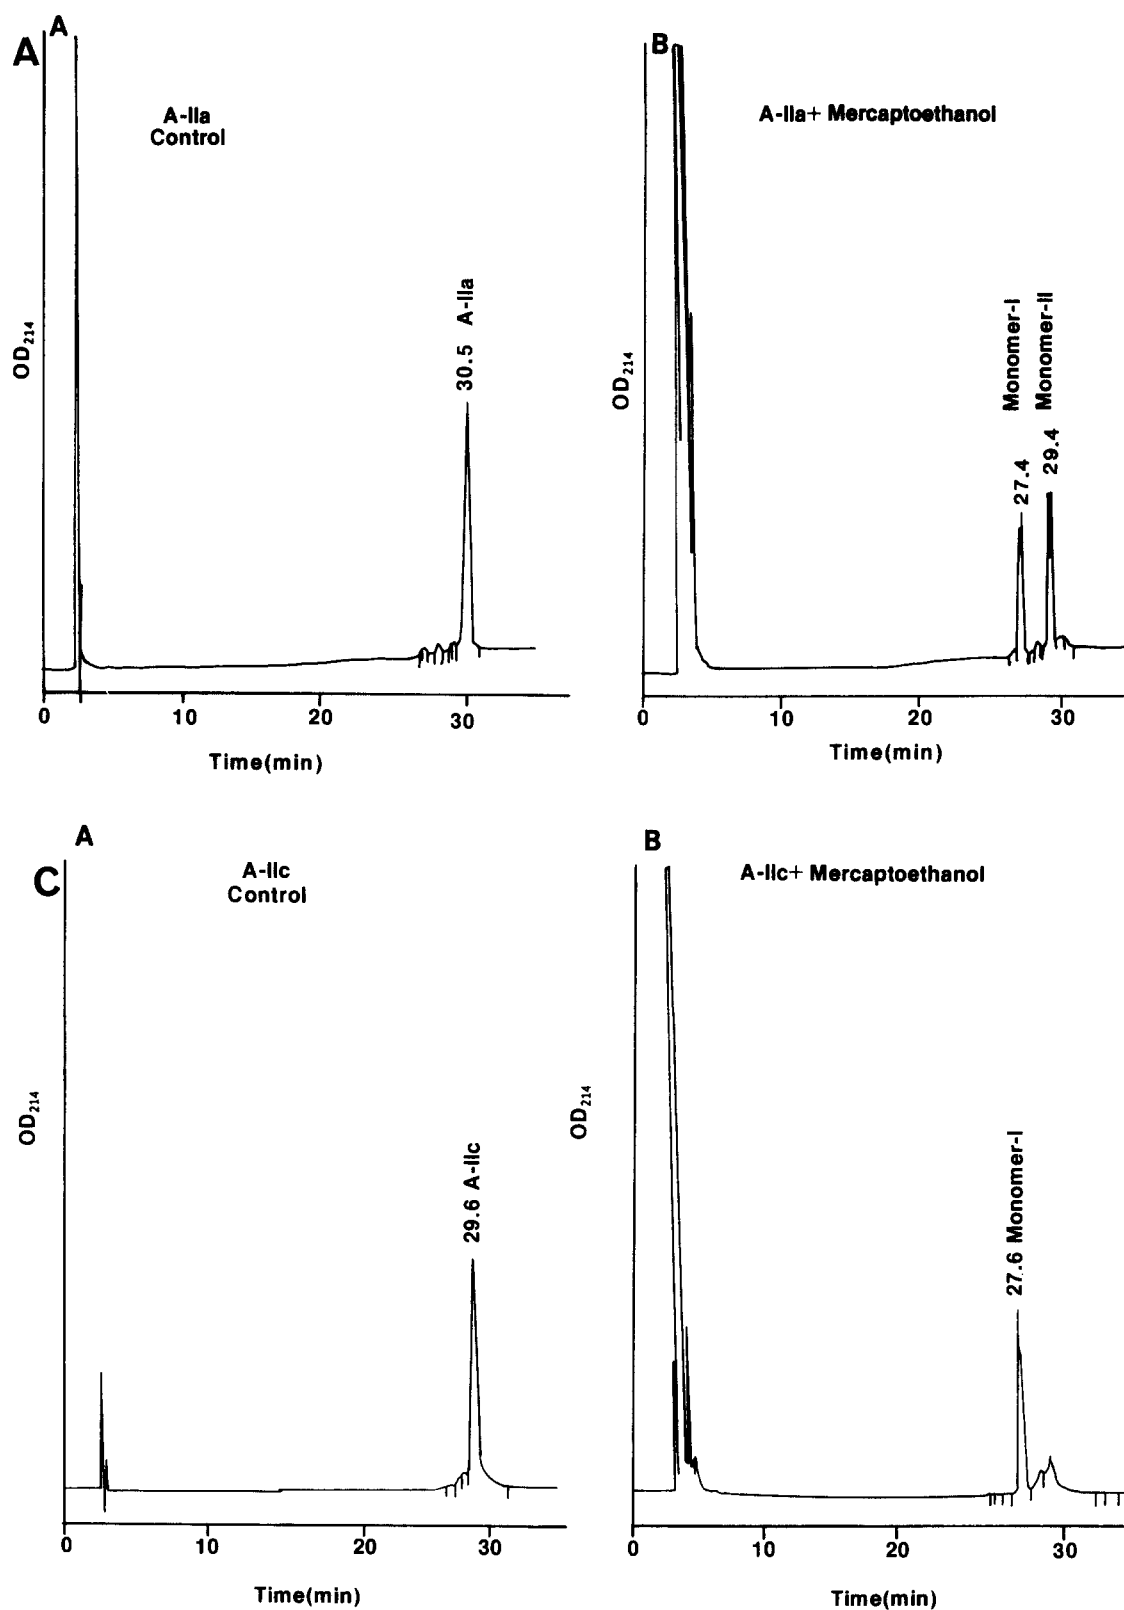 A
A
A-IIa
Control
OD214
30.5 A-IIa
0 10 20 30
Time(min)
B
A-IIa+ Mercaptoethanol
OD214
27.4 Monomer-I
29.4 Monomer-II
0 10 20 30
Time(min)
C
A
A-IIc
Control
OD214
29.6 A-IIc
0 10 20 30
Time(min)
B
A-IIc+ Mercaptoethanol
OD214
27.6 Monomer-I
0 10 20 30
Time(min)